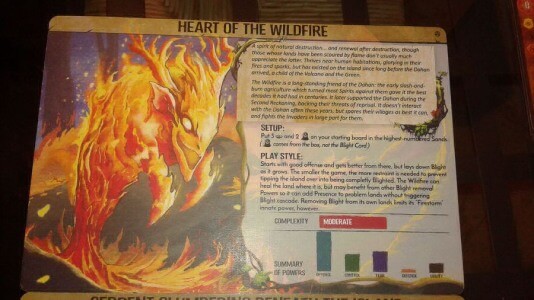 HEART OF THE WILDFIRE
A spirit of natural destruction... and renewal after destruction, though
those whose lands have been scoured by flame don't usually much
appreciate the latter. Thrives near human habitations, glorying in their
fires and sparks, but has existed on the island since long before the Dahan
arrived, a child of the Volcano and the Green.
The Wildfire is a long-standing friend of the Dahan: the early slash-and-
burn agriculture which turned most Spirits against them gave it the best
decades it had had in centuries. It later supported the Dahan during the
Second Reckoning, backing their threats of reprisal. It doesn't interfere
with the Dahan often these years, but spares their villages as best it can,
and fights the Invaders in large part for them.
SETUP:
Put 3 and 2 on your starting board in the highest-numbered Sands.
( comes from the box, not the Blight Card.)
PLAY STYLE:
Starts with good offense and gets better from there, but lays down Blight
as it grows. The smaller the game, the more restraint is needed to prevent
tipping the island over into being completely Blighted. The Wildfire can
heal the land where it is, but may benefit from other Blight removal
Powers so it can add Presence to problem lands without triggering
Blight cascade. Removing Blight from its own lands limits its 'Firestorm'
innate power, however.
COMPLEXITY MODERATE
SUMMARY
OF POWERS
OFFENSE CONTROL FEAR DEFENSE UTILITY
SERPENT SLUMBERING BENEATH THE ISLAND